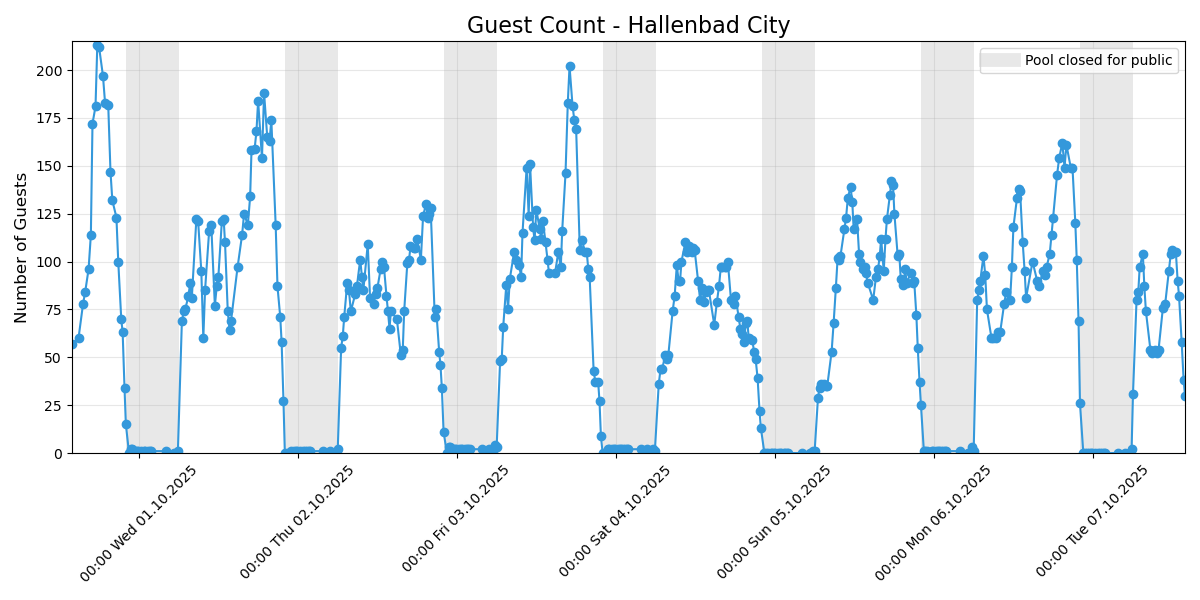 Guest Count - Hallenbad City
Pool closed for public
Number of Guests
200
175
150
125
100
75
50
25
0
00:00 Wed 01.10.2025
00:00 Thu 02.10.2025
00:00 Fri 03.10.2025
00:00 Sat 04.10.2025
00:00 Sun 05.10.2025
00:00 Mon 06.10.2025
00:00 Tue 07.10.2025